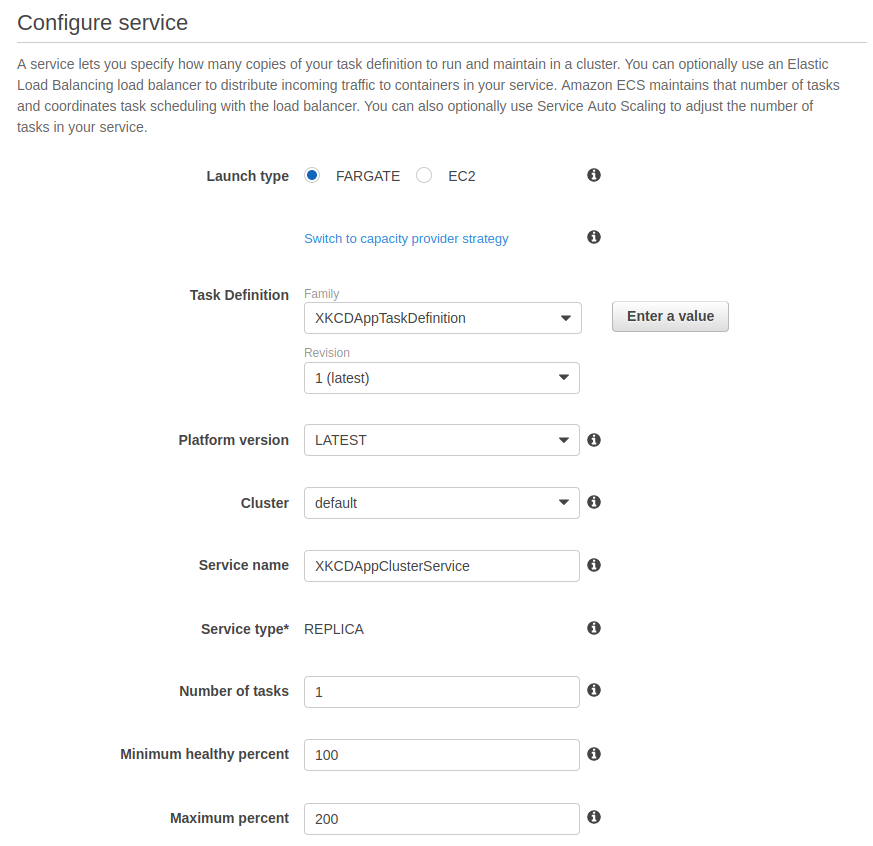 Configure service
A service lets you specify how many copies of your task definition to run and maintain in a cluster. You can optionally use an Elastic
Load Balancing load balancer to distribute incoming traffic to containers in your service. Amazon ECS maintains that number of tasks
and coordinates task scheduling with the load balancer. You can also optionally use Service Auto Scaling to adjust the number of
tasks in your service.
Launch type FARGATE EC2
Switch to capacity provider strategy
Task Definition Family
XKCDAppTaskDefinition Enter a value
Revision
1 (latest)
Platform version LATEST
Cluster default
Service name XKCDAppClusterService
Service type* REPLICA
Number of tasks 1
Minimum healthy percent 100
Maximum percent 200